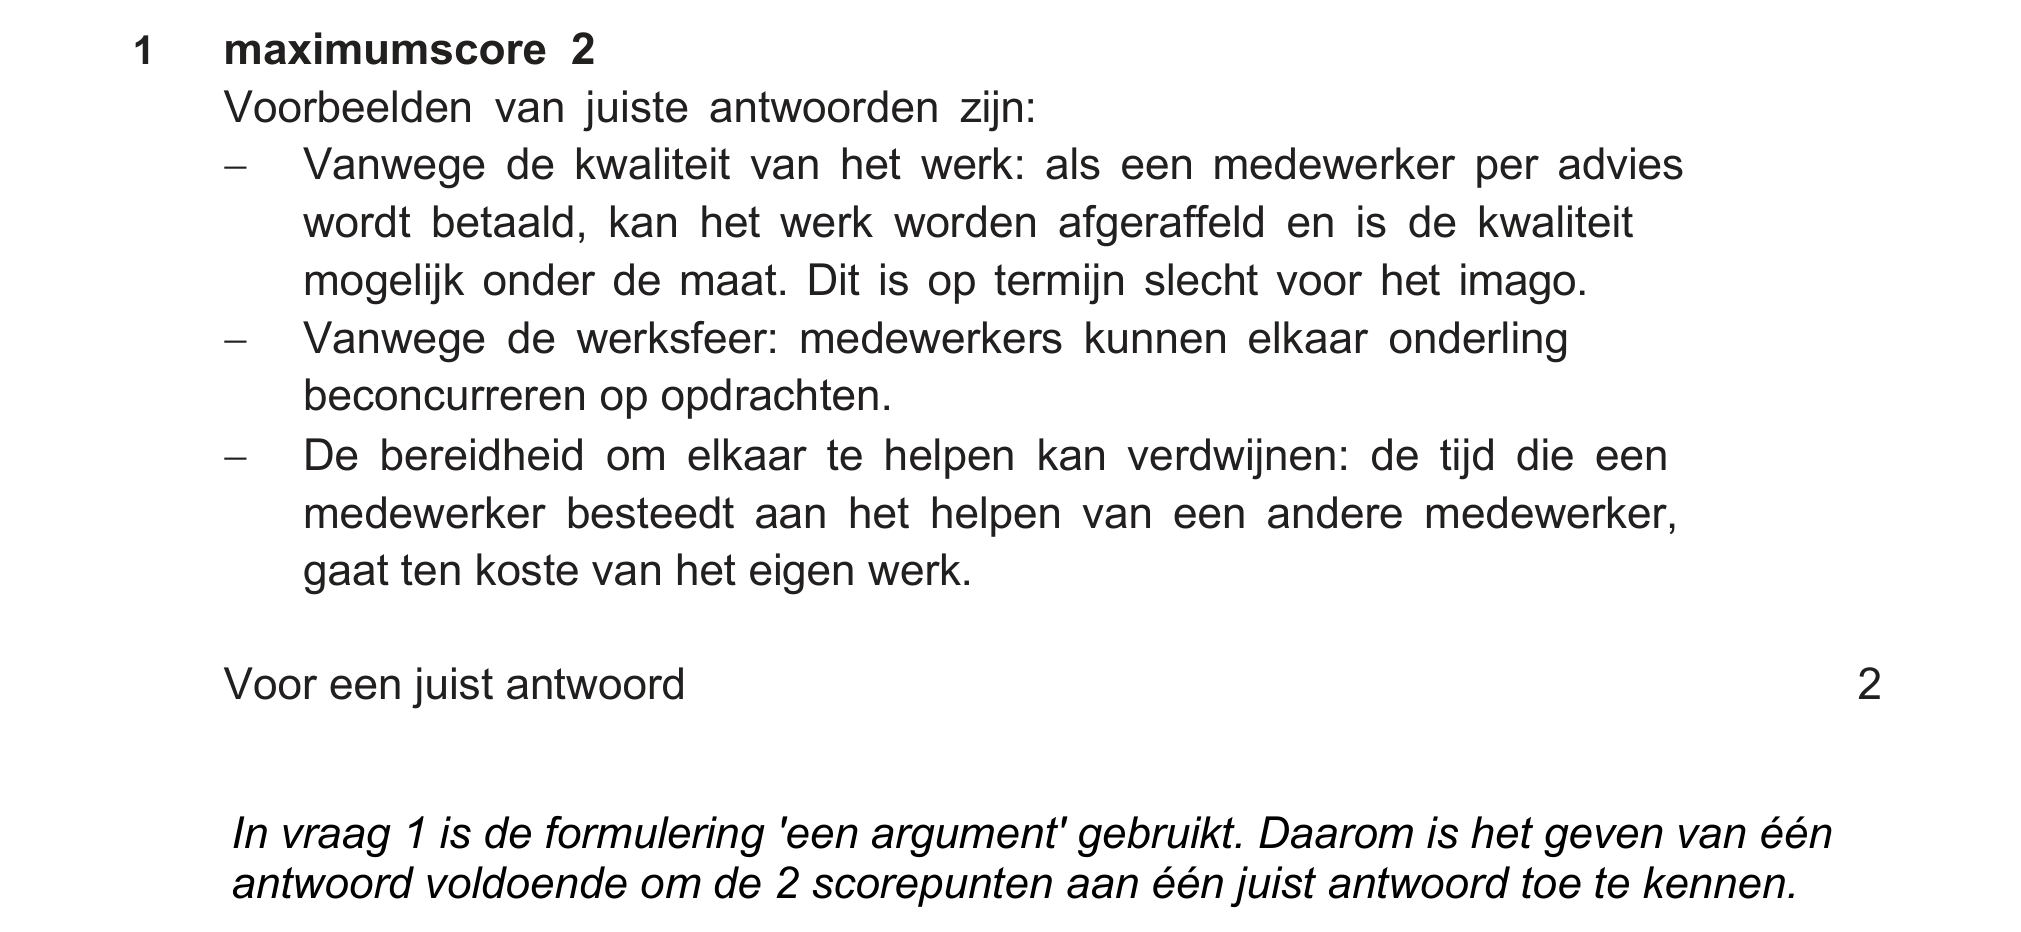 1 maximumscore 2
Voorbeelden van juiste antwoorden zijn:
− Vanwege de kwaliteit van het werk: als een medewerker per advies
wordt betaald, kan het werk worden afgeraffeld en is de kwaliteit
mogelijk onder de maat. Dit is op termijn slecht voor het imago.
− Vanwege de werksfeer: medewerkers kunnen elkaar onderling
beconcurreren op opdrachten.
− De bereidheid om elkaar te helpen kan verdwijnen: de tijd die een
medewerker besteedt aan het helpen van een andere medewerker,
gaat ten koste van het eigen werk.
Voor een juist antwoord 2
In vraag 1 is de formulering 'een argument' gebruikt. Daarom is het geven van één
antwoord voldoende om de 2 scorepunten aan één juist antwoord toe te kennen.